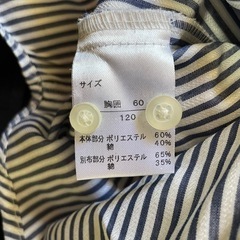 サイズ
胸囲 60
120
本体部分 ポリエステル 60%
綿 40%
別布部分 ポリエステル 65%
綿 35%